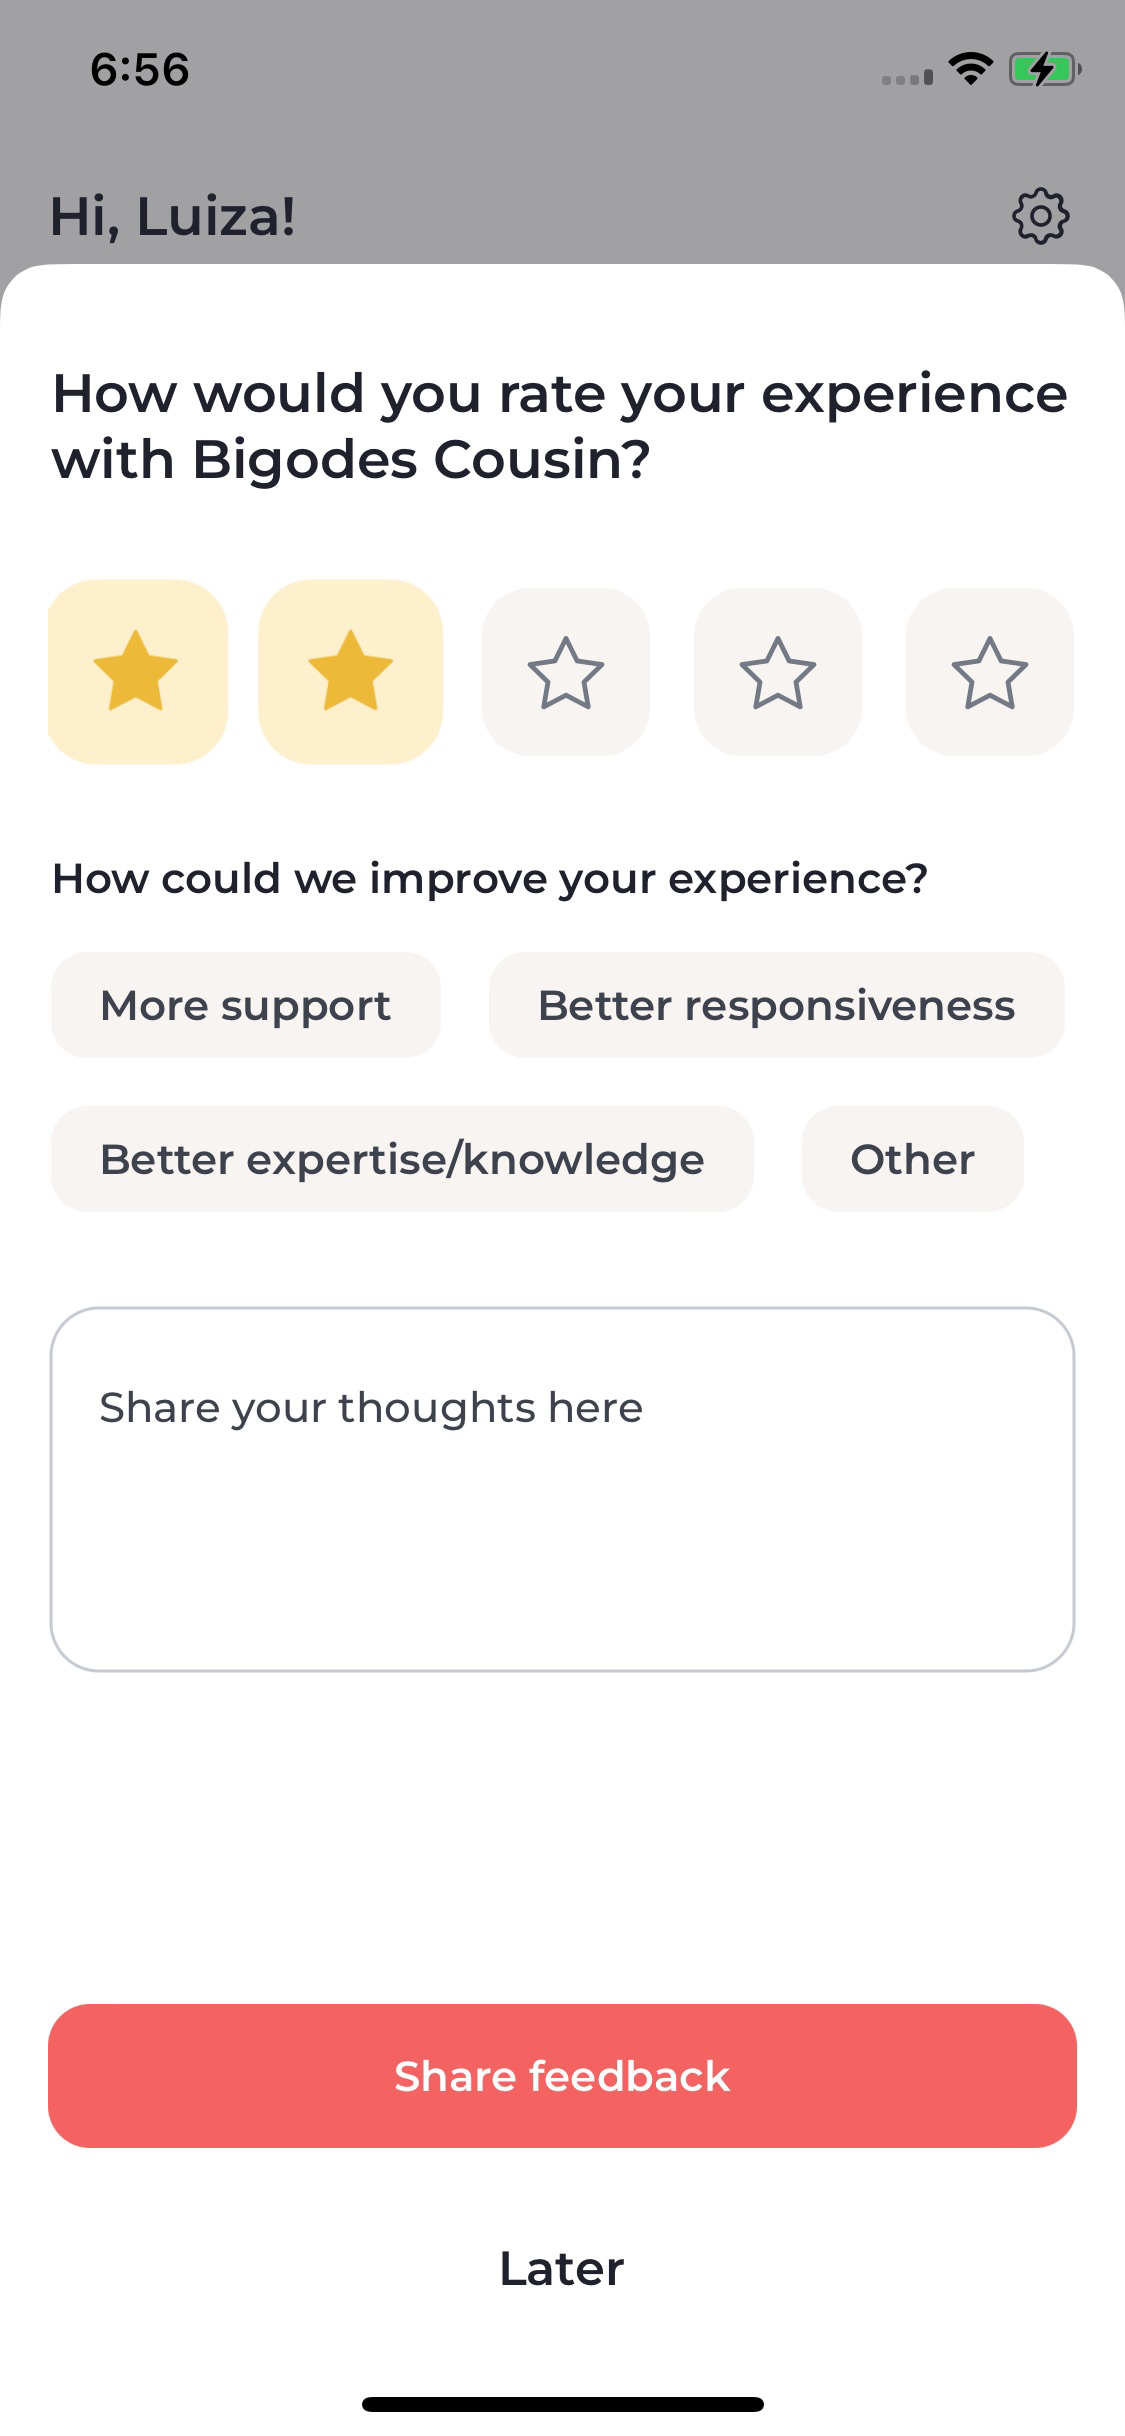 6:56
Hi, Luiza!
How would you rate your experience
with Bigodes Cousin?
How could we improve your experience?
More support
Better responsiveness
Better expertise/knowledge
Other
Share your thoughts here
Share feedback
Later